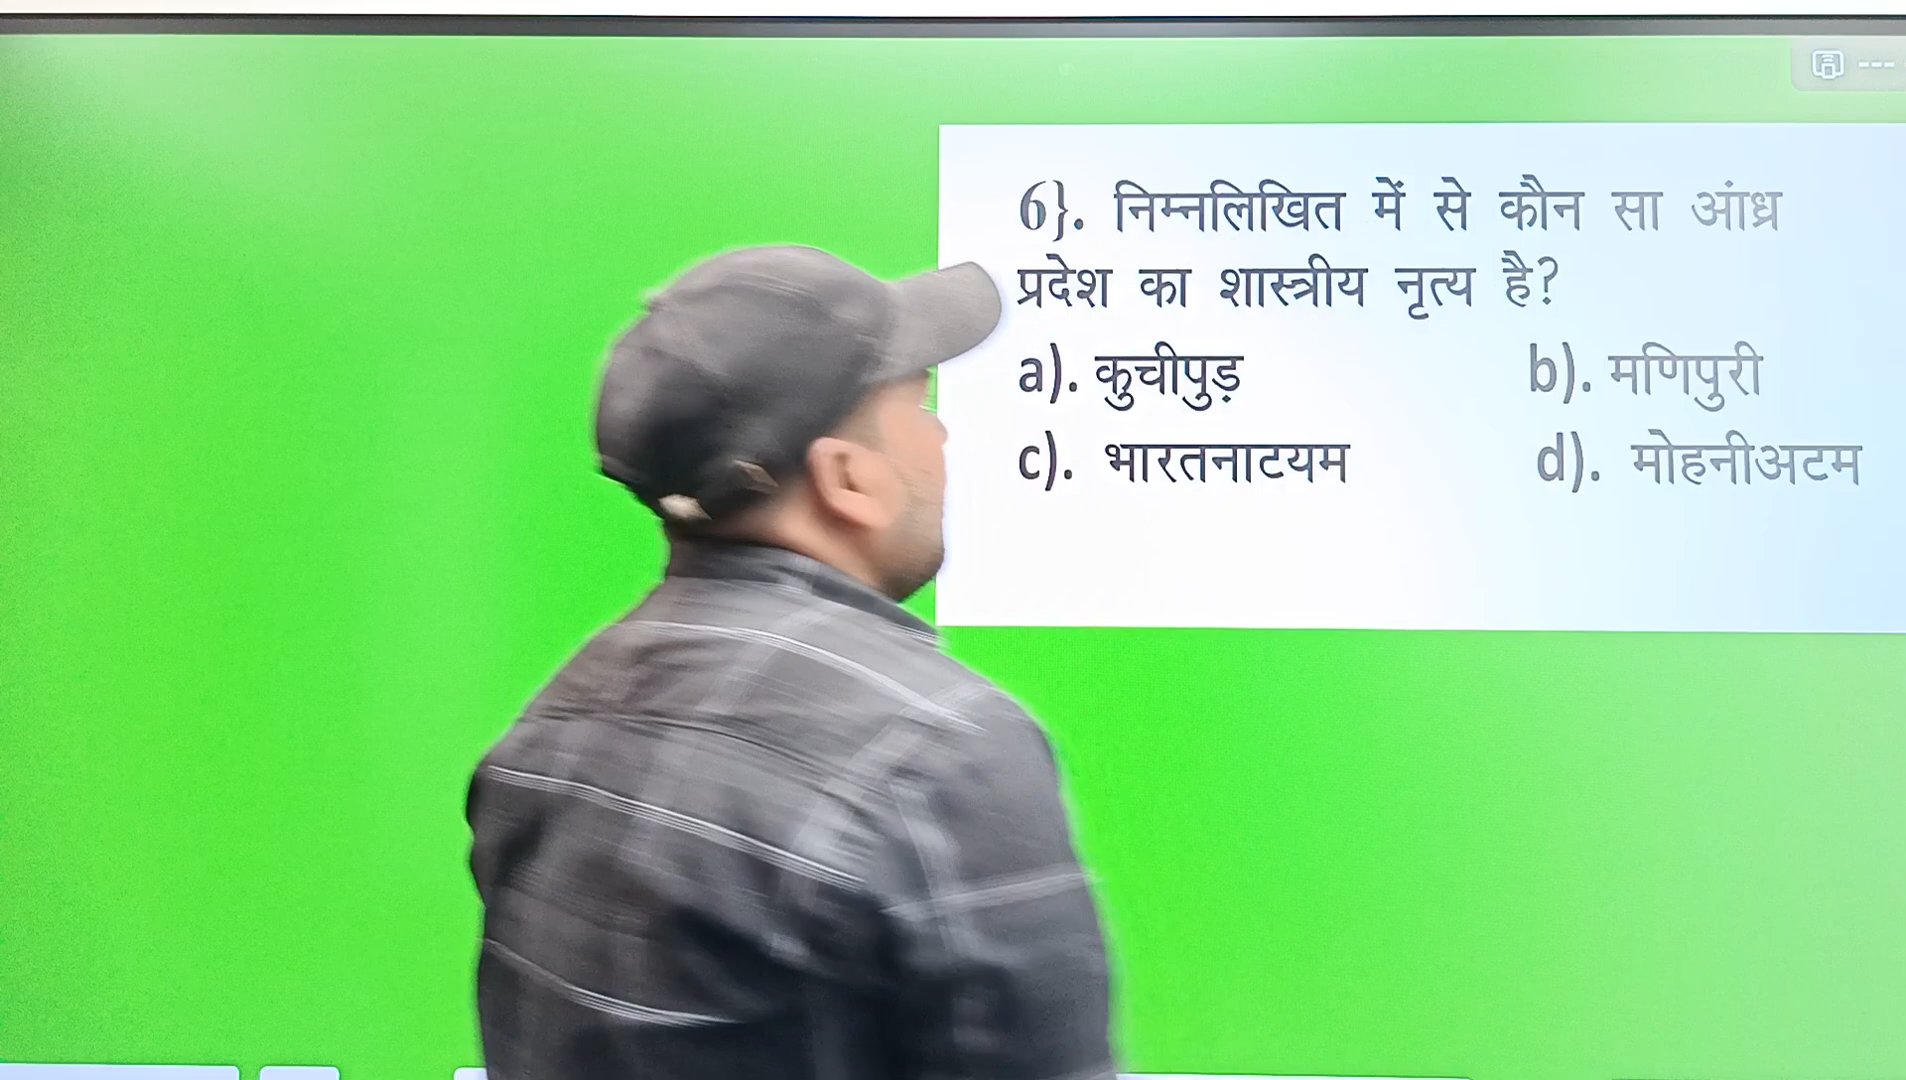 6}. निम्नलिखित में से कौन सा आंध्र
प्रदेश का शास्त्रीय नृत्य है?
a). कुचीपुड़ b). मणिपुरी
c). भारतनाटयम d). मोहनीअटम